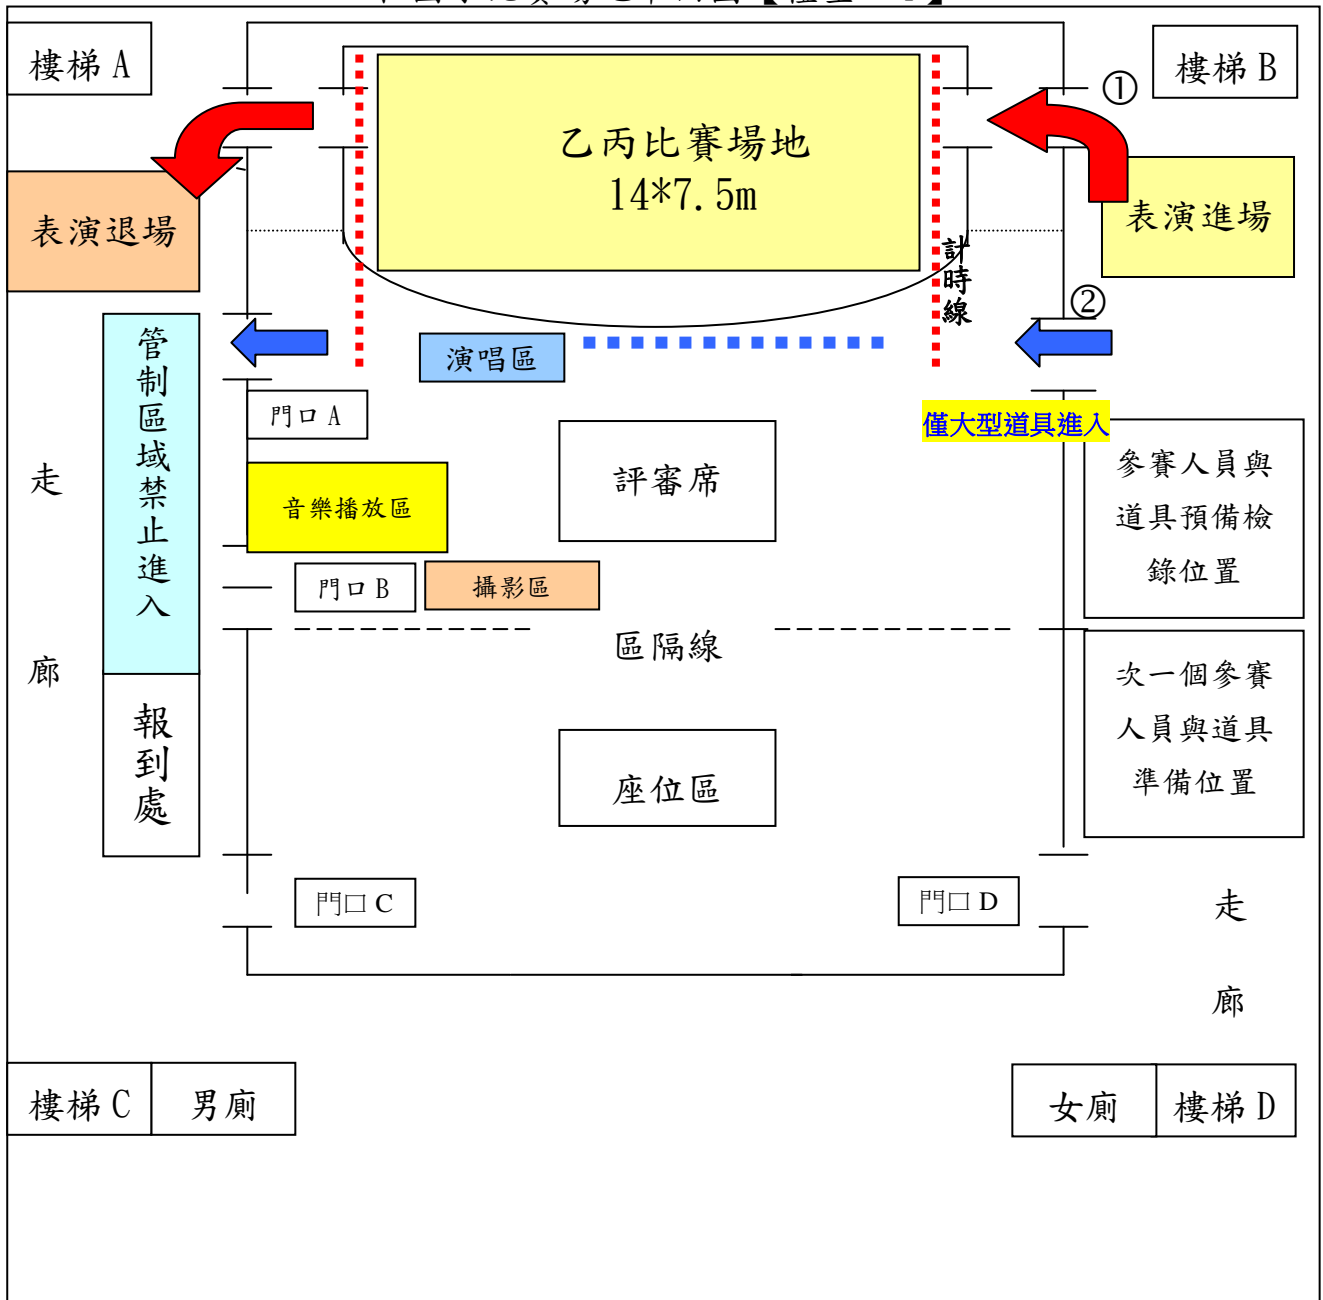 樓梯 A
樓梯 B
①
乙丙比賽場地
14*7.5m
表演退場
表演進場
計時線
②
管制區域禁止進入
演唱區
門口 A
僅大型道具進入
走
廊
音樂播放區
評審席
參賽人員與
道具預備檢
錄位置
門口 B
攝影區
區隔線
次一個參賽
人員與道具
準備位置
報到處
座位區
門口 C
門口 D
走
廊
樓梯 C
男廁
女廁
樓梯 D